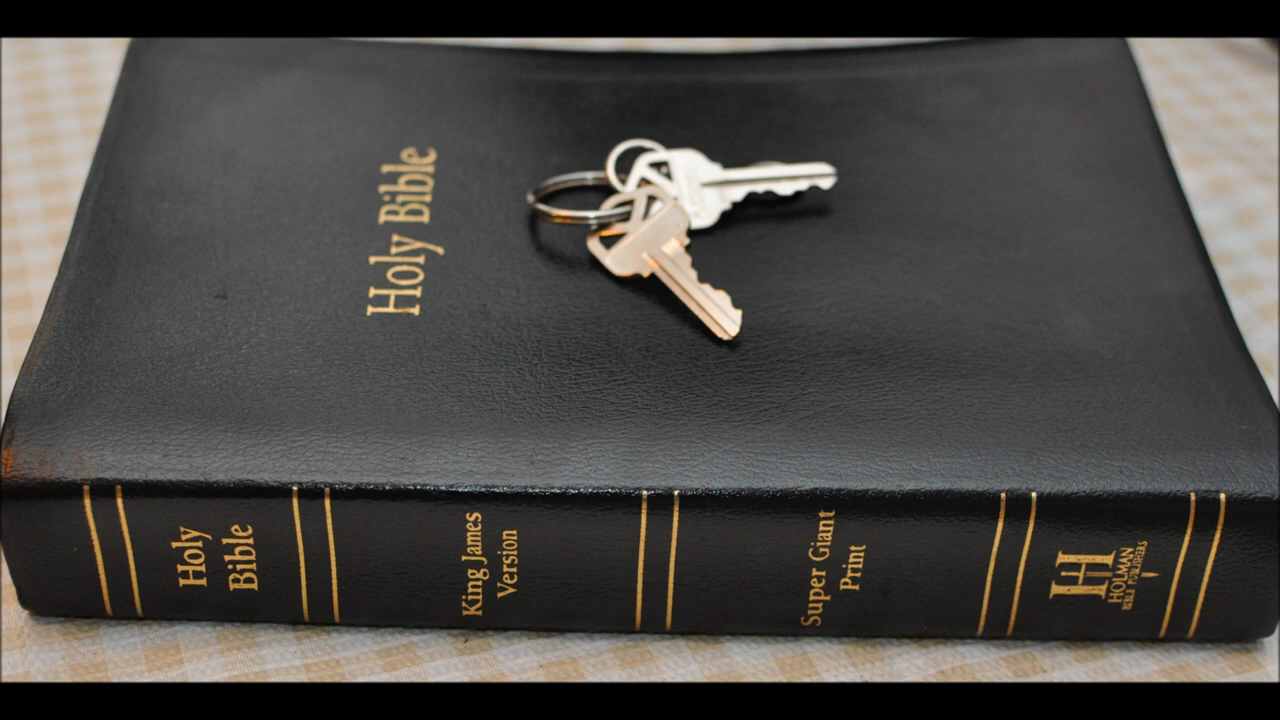 Holy Bible
Holy
Bible
King James
Version
Super Giant
Print
HOLMAN
BIBLE PUBLISHERS